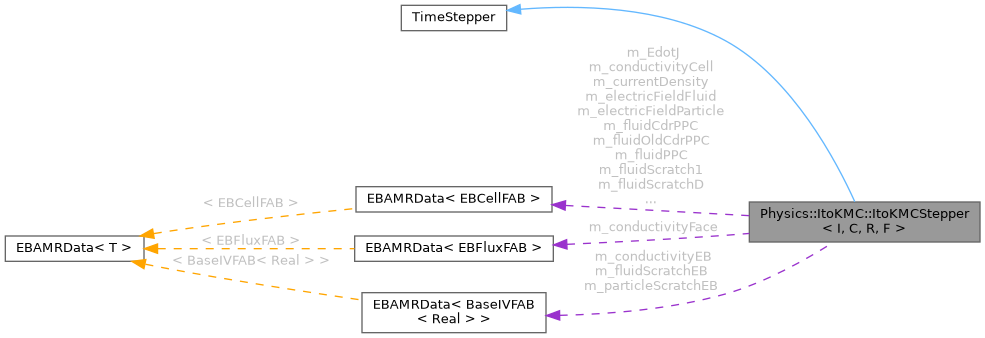 TimeStepper
m_EdotJ
m_conductivityCell
m_currentDensity
m_electricFieldFluid
m_electricFieldParticle
m_fluidCdrPPC
m_fluidOldCdrPPC
m_fluidPPC
m_fluidScratch1
m_fluidScratchD
...
< EBCellFAB >
EBAMRData< EBCellFAB >
Physics::ItoKMC::ItoKMCStepper
< I, C, R, F >
m_conductivityFace
EBAMRData< T >
< EBFluxFAB >
EBAMRData< EBFluxFAB >
< BaseIVFAB< Real > >
m_conductivityEB
m_fluidScratchEB
m_particleScratchEB
EBAMRData< BaseIVFAB
< Real > >